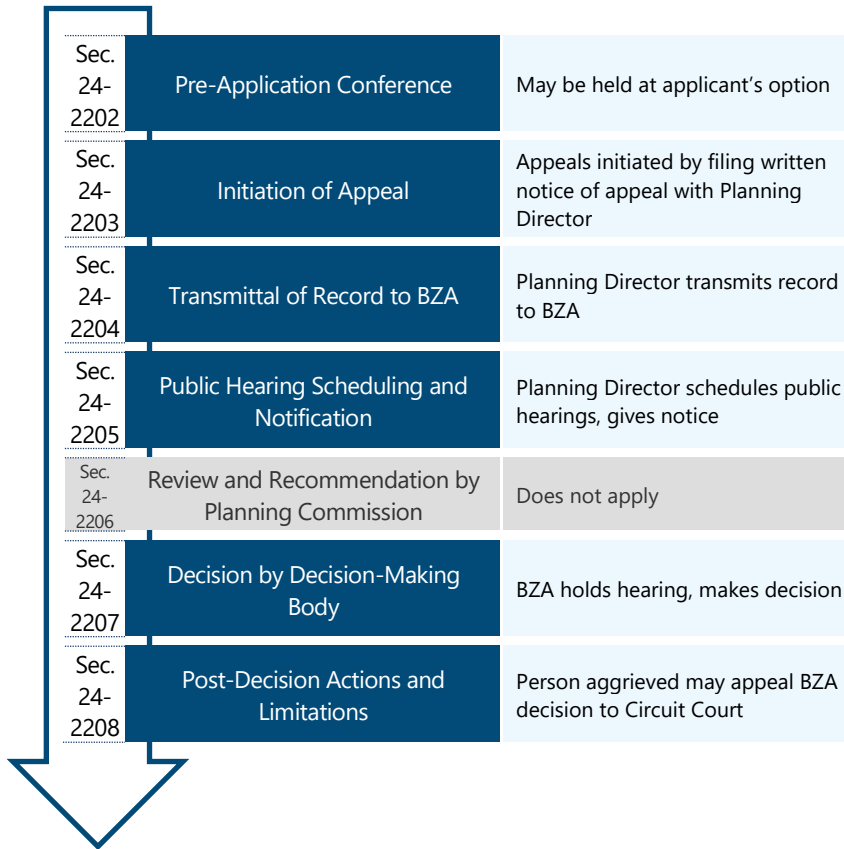 Sec.
24-
2202
Pre-Application Conference
May be held at applicant’s option
Sec.
24-
2203
Initiation of Appeal
Appeals initiated by filing written
notice of appeal with Planning
Director
Sec.
24-
2204
Transmittal of Record to BZA
Planning Director transmits record
to BZA
Sec.
24-
2205
Public Hearing Scheduling and
Notification
Planning Director schedules public
hearings, gives notice
Sec.
24-
2206
Review and Recommendation by
Planning Commission
Does not apply
Sec.
24-
2207
Decision by Decision-Making
Body
BZA holds hearing, makes decision
Sec.
24-
2208
Post-Decision Actions and
Limitations
Person aggrieved may appeal BZA
decision to Circuit Court